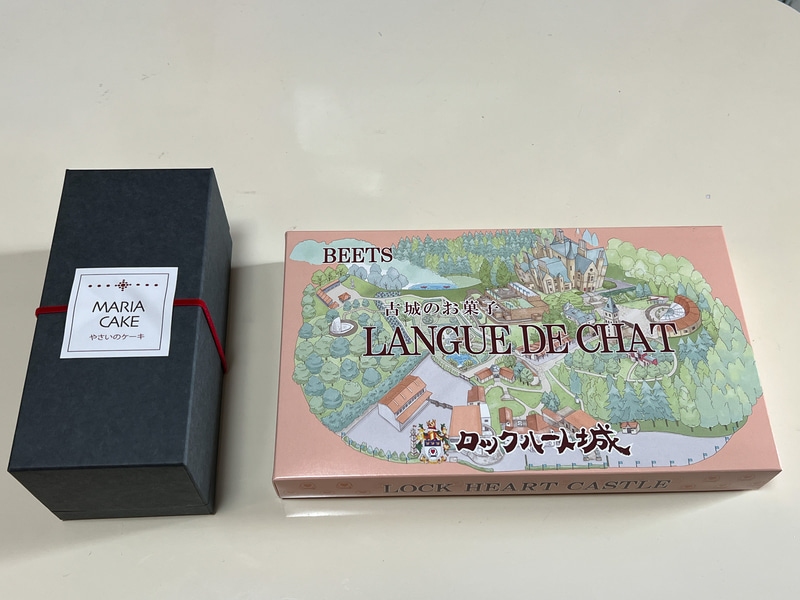 MARIA
CAKE
やさいのケーキ
BEETS
古城のお菓子
LANGUE DE CHAT
ロックハート城
LOCK HEART CASTLE